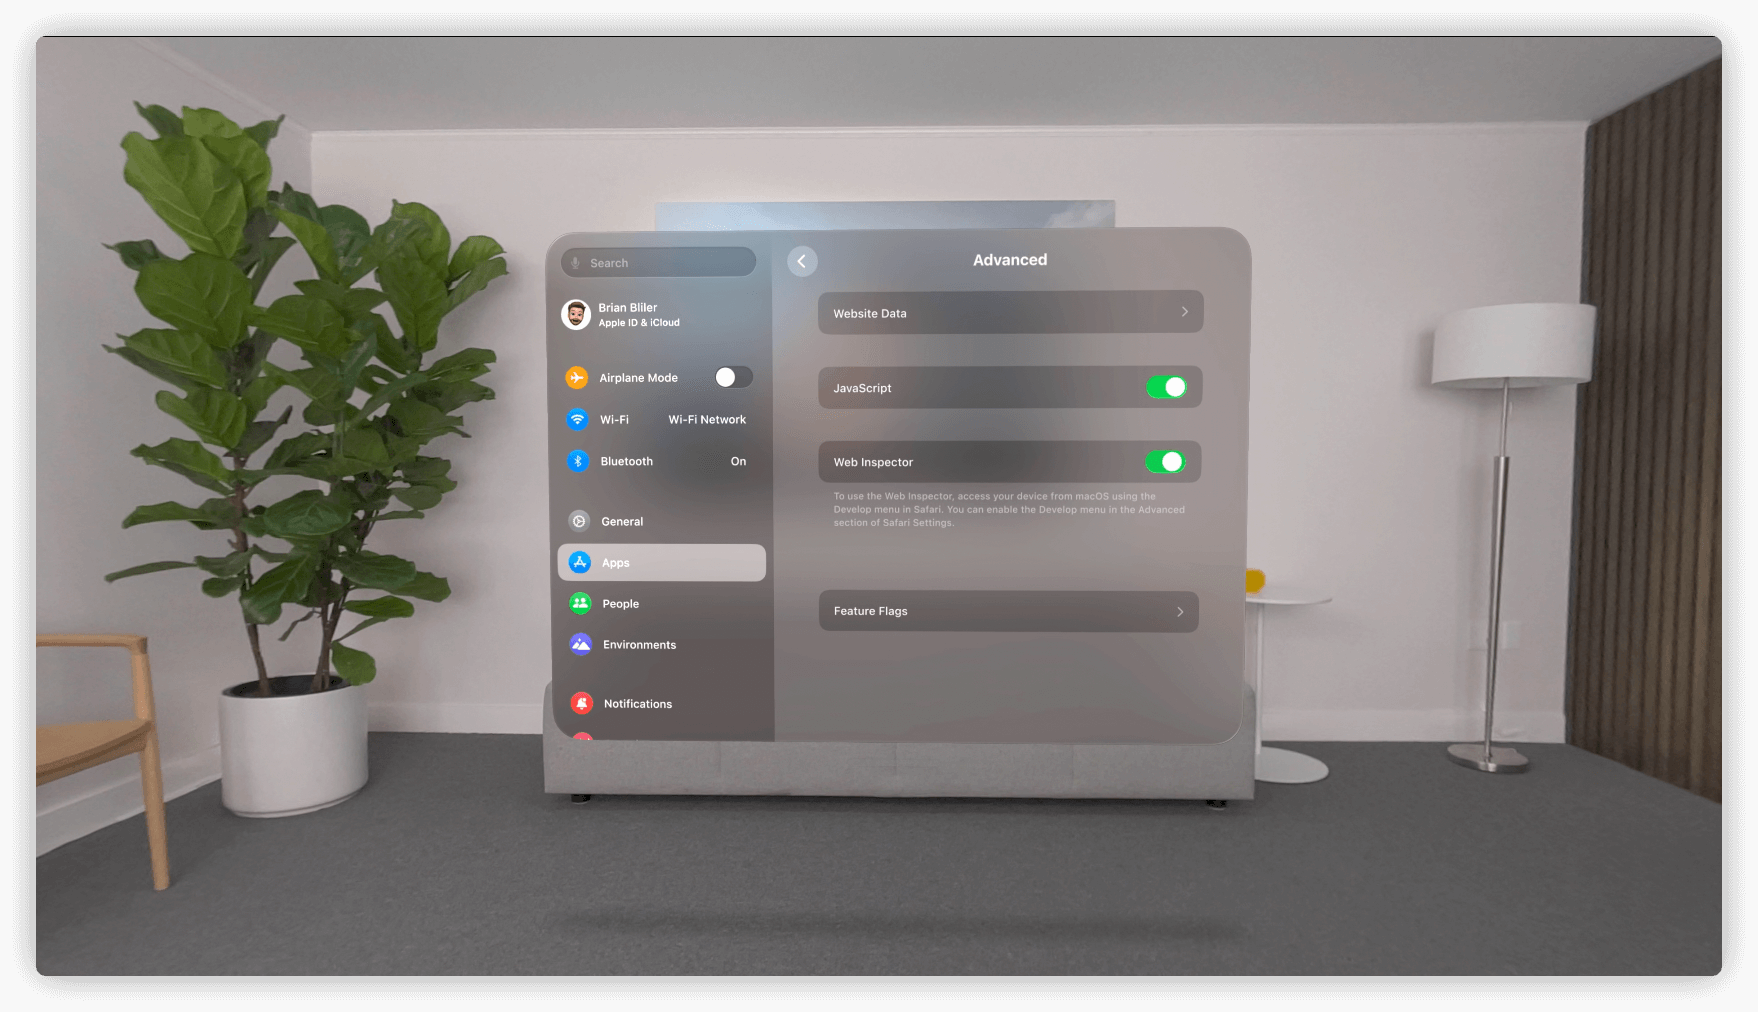 Search
Brian Bliler
Apple ID & iCloud
Airplane Mode
Wi-Fi Wi-Fi Network
Bluetooth On
General
Apps
People
Environments
Notifications
Advanced
Website Data
JavaScript
Web Inspector
To use the Web Inspector, access your device from macOS using the
Develop menu in Safari. You can enable the Develop menu in the Advanced
section of Safari Settings.
Feature Flags